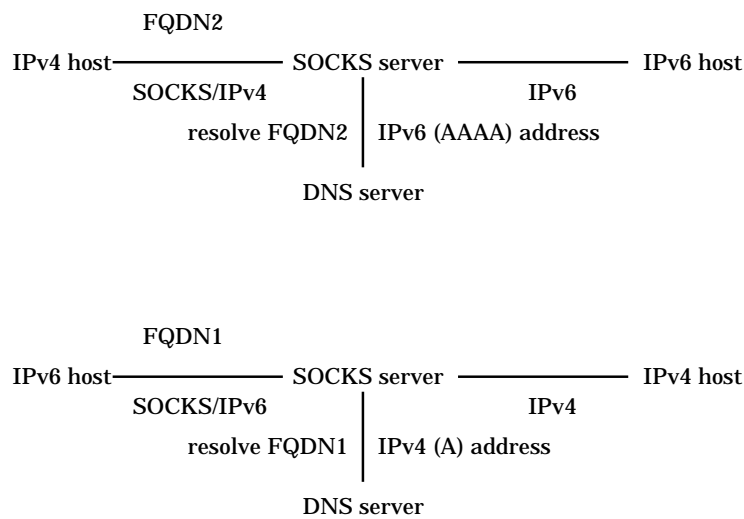 FQDN2
IPv4 host SOCKS server IPv6 host
SOCKS/IPv4 IPv6
resolve FQDN2 IPv6 (AAAA) address
DNS server
FQDN1
IPv6 host SOCKS server IPv4 host
SOCKS/IPv6 IPv4
resolve FQDN1 IPv4 (A) address
DNS server